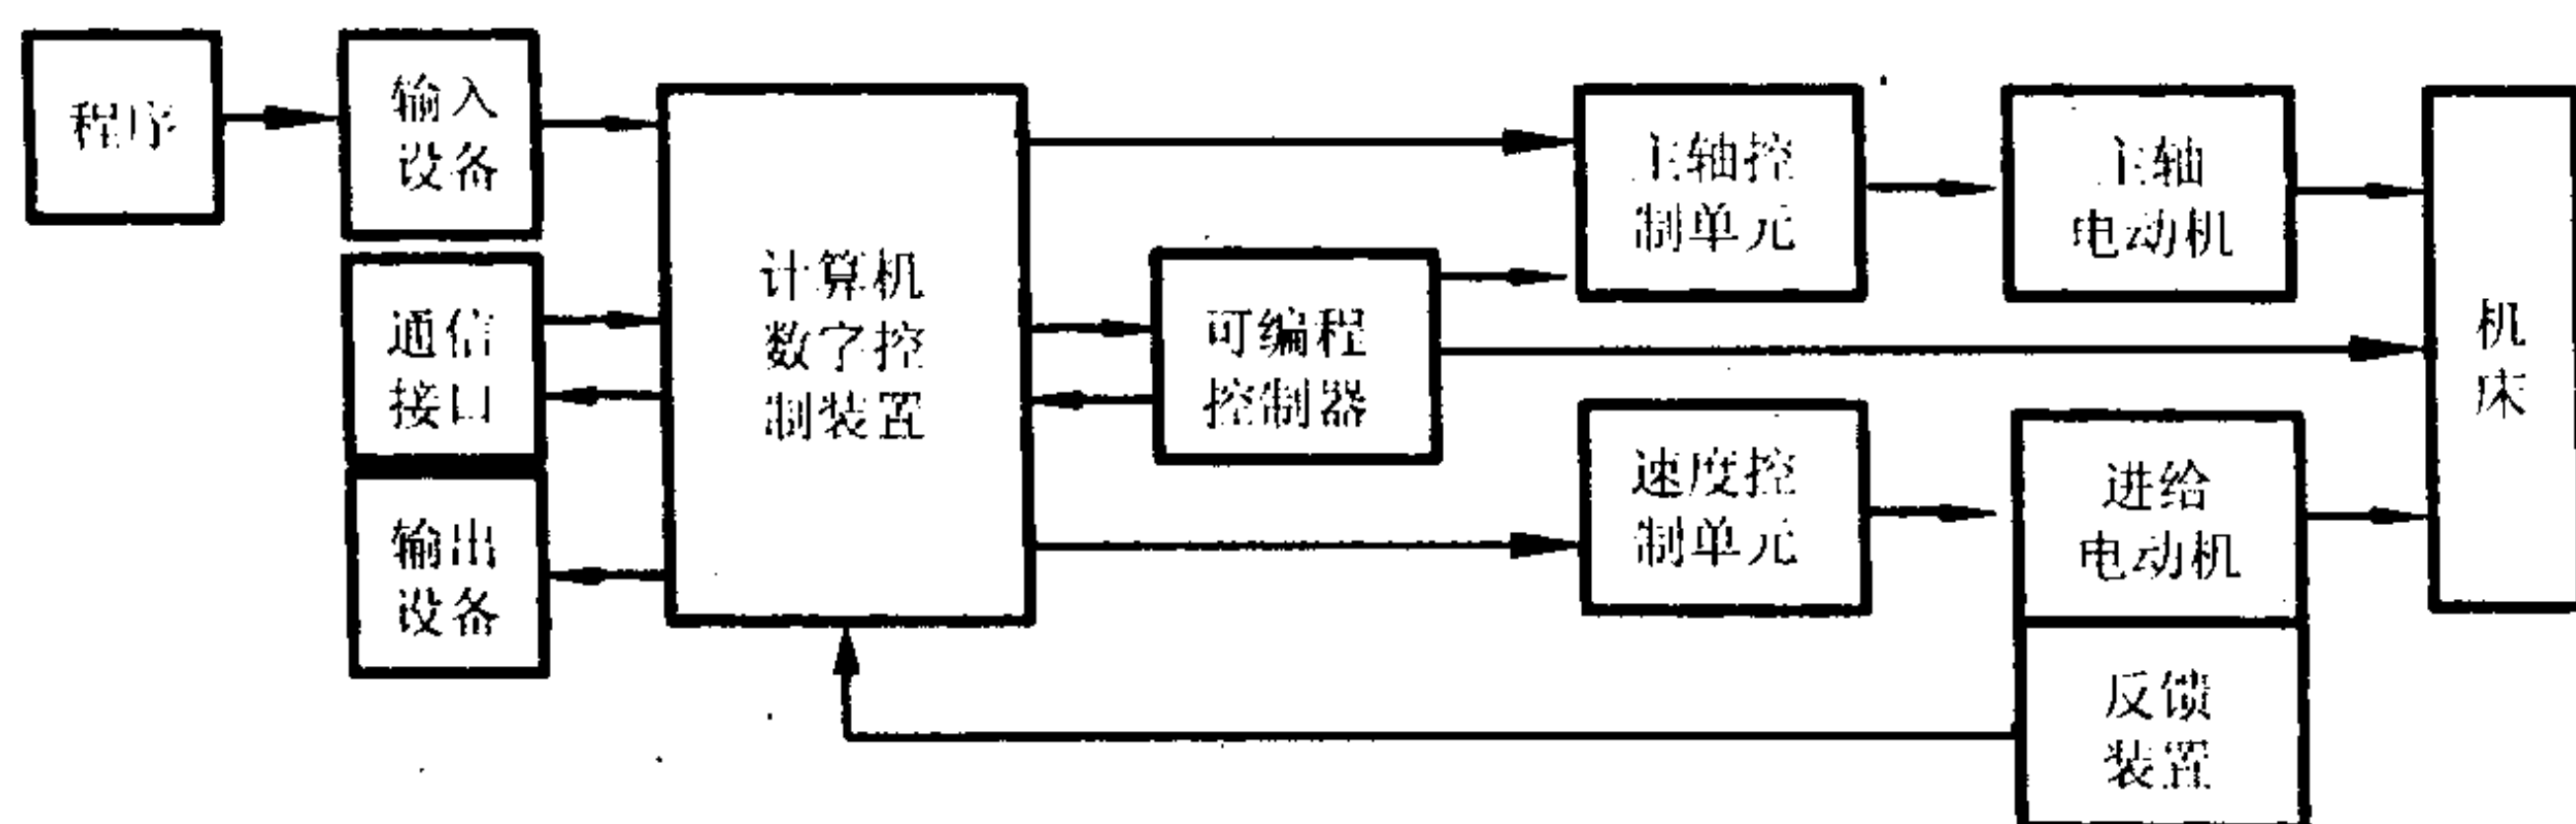 程序
输入
设备
通信
接口
输出
设备
计算机
数字控
制装置
可编程
控制器
主轴控
制单元
速度控
制单元
主轴
电动机
进给
电动机
反馈
装置
机
床